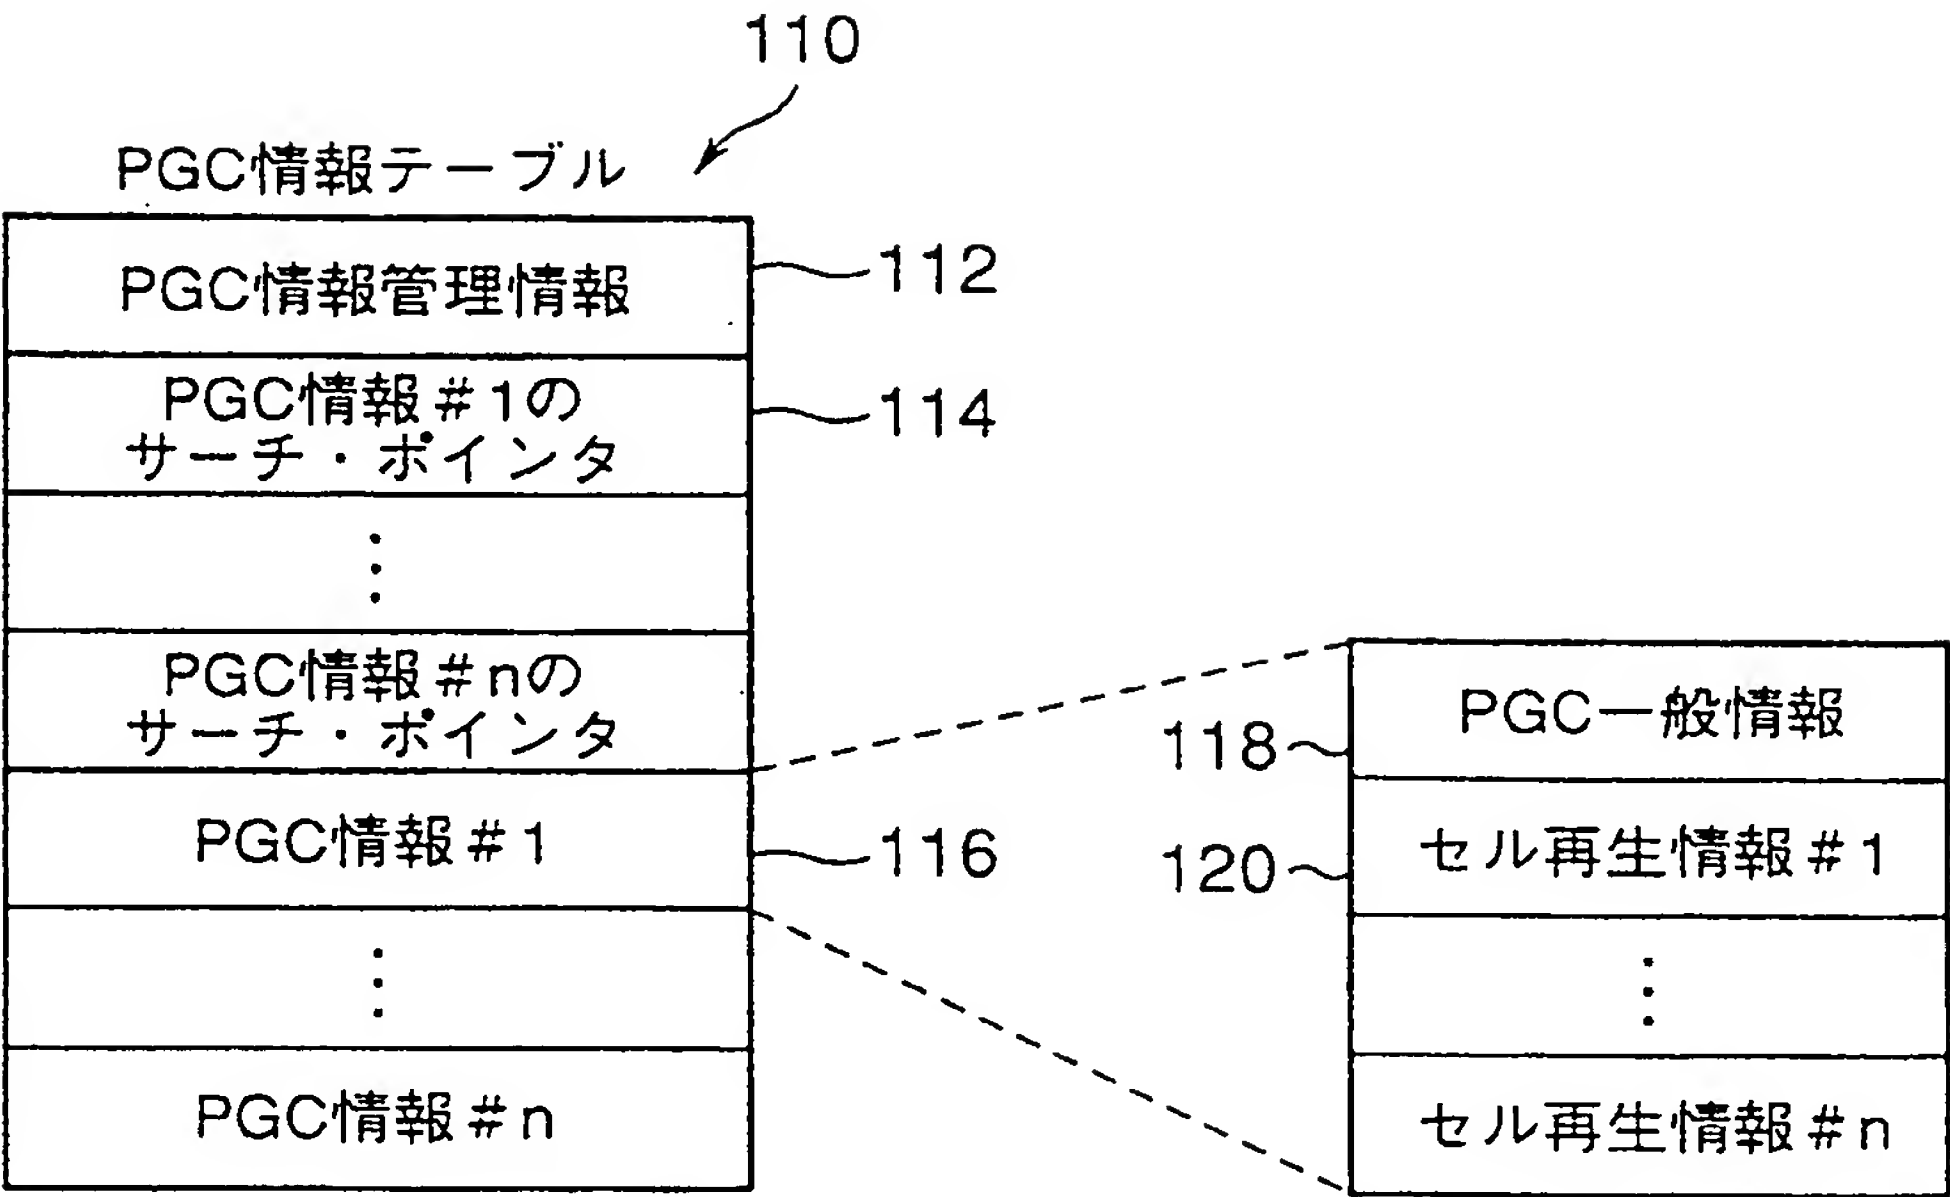 110
PGC情報テーブル
PGC情報管理情報
112
PGC情報#1の
サーチ・ポインタ
114
PGC情報#nの
サーチ・ポインタ
PGC情報#1
116
PGC情報#n
PGC一般情報
118
セル再生情報#1
120
セル再生情報#n